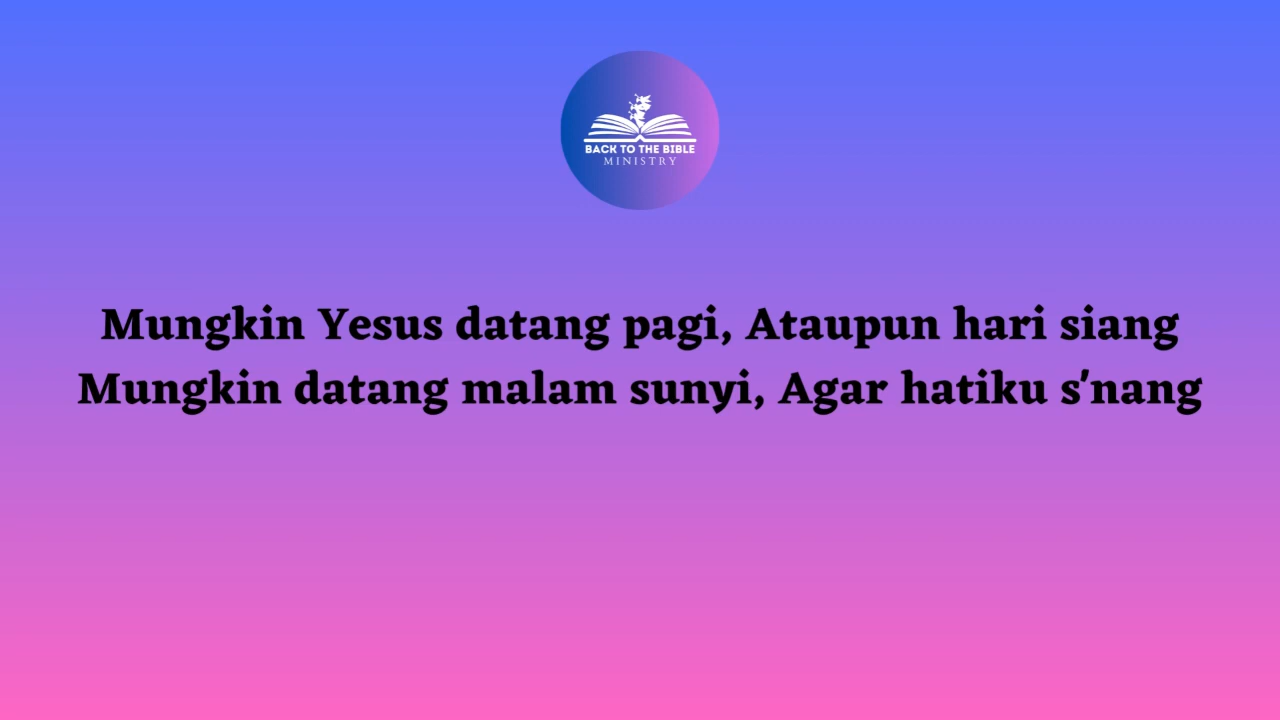 BACK TO THE BIBLE
MINISTRY
Mungkin Yesus datang pagi, Ataupun hari siang
Mungkin datang malam sunyi, Agar hatiku s'nang